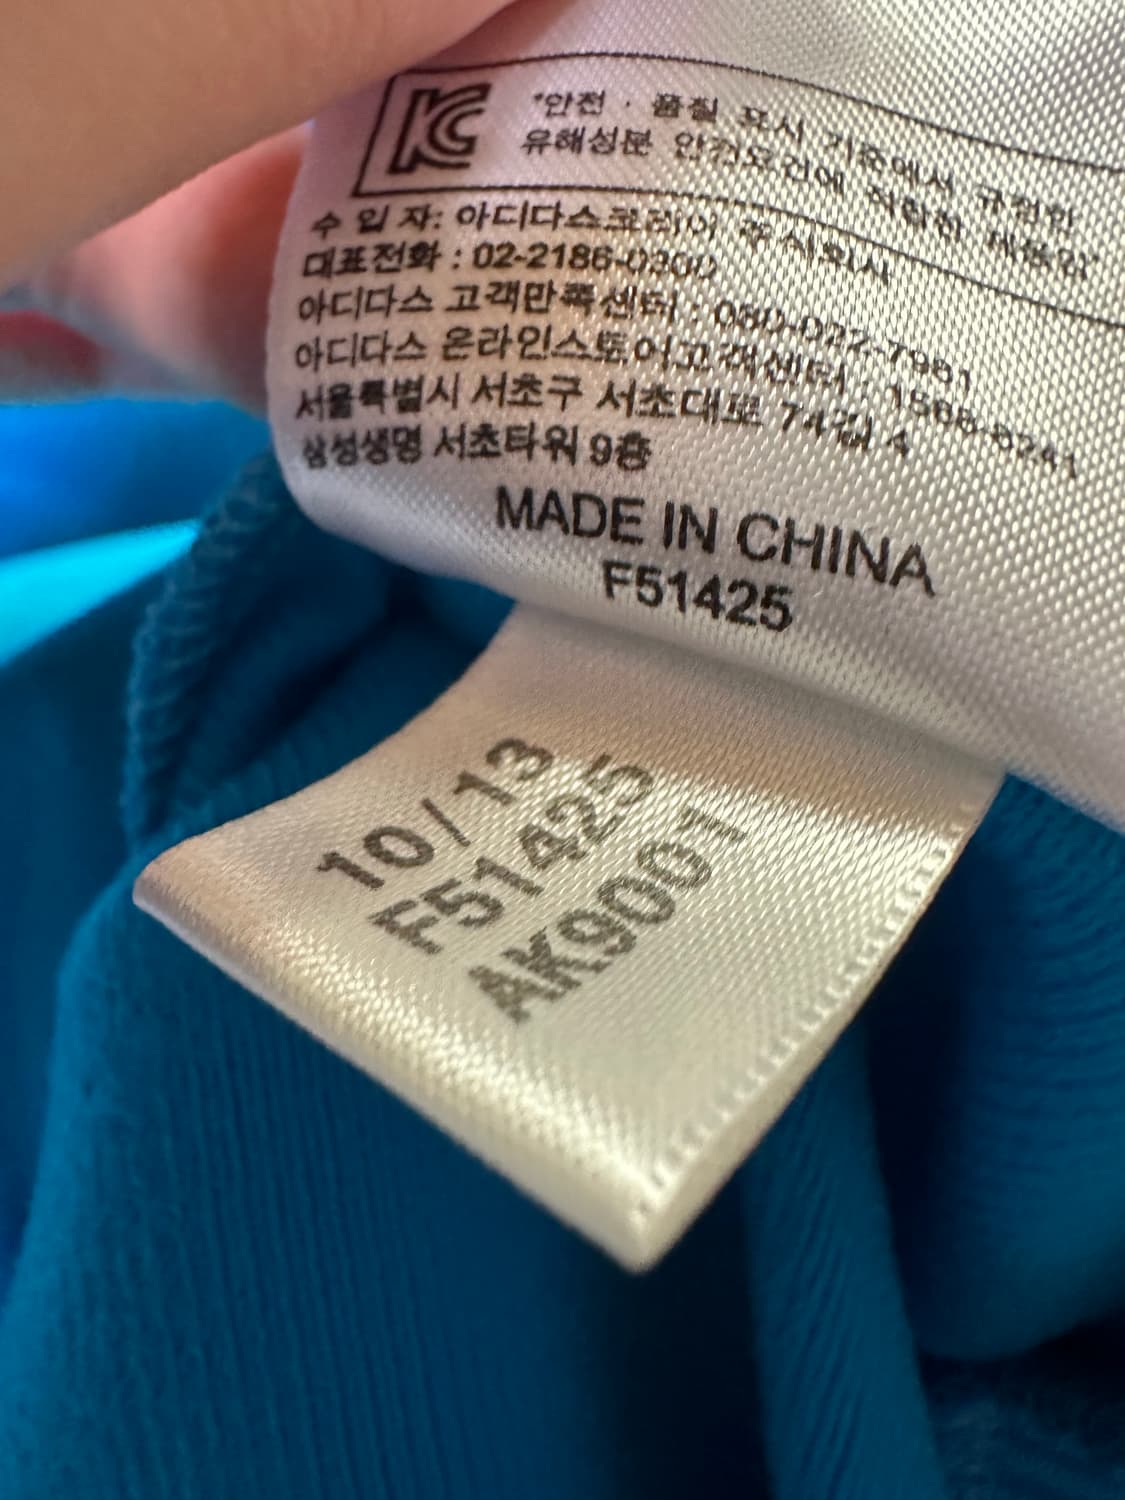 KC
*안전 · 품질 표시 기준에서 규정한
유해성분 안전요건에 적합한 제품임*
수 입 자: 아디다스코리아 주식회사
대표전화 : 02-2186-0300
아디다스 고객만족센터 : 080-022-7961
아디다스 온라인스토어고객센터 : 1588-8241
서울특별시 서초구 서초대로 74길 4
삼성생명 서초타워 9층
MADE IN CHINA
F51425
10/13
F51425
AK9001